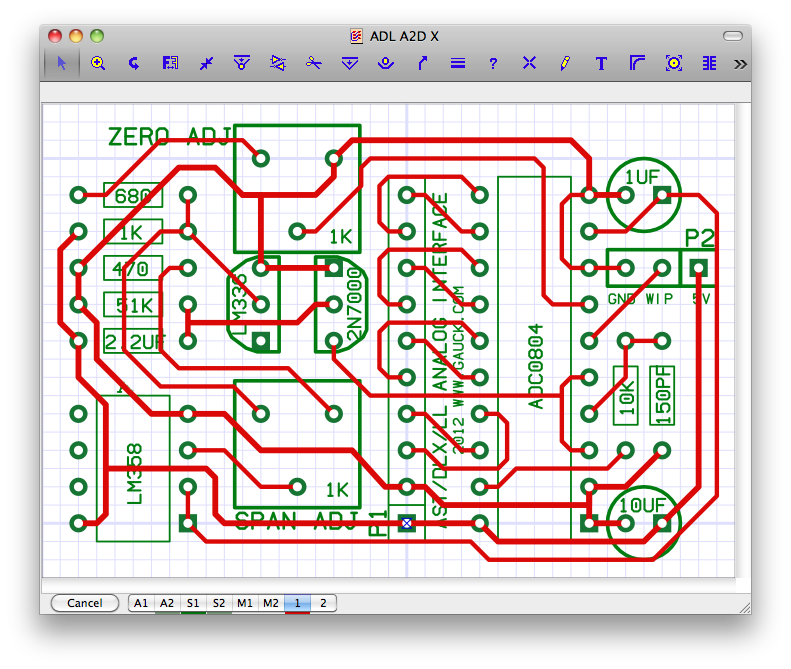 ADL A2D X
?
T
»
ZERO ADJ
1UF
680
1K
1K
P2
470
LM336
2N7000
51K
GND WIP 5V
2.2UF
AST/DLX/LL ANALOG INTERFACE
2012 WWW.GAUCK.COM
ADC0804
10K
150PF
LM358
1K
10UF
SPAN ADJ
P1
Cancel
A1 A2 S1 S2 M1 M2 1 2